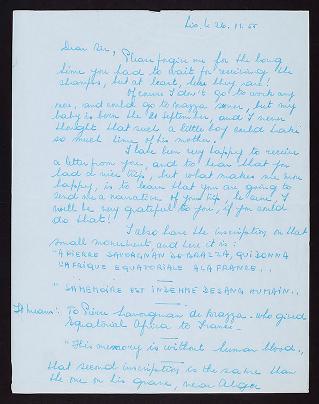 26.11.55
Dear Sir,
Please forgive me for the long
time you had to wait for receiving the
stamps, but at least, here they are!
Of course I don't go to work any
more, and could go to Brazza sooner, but my
baby is born the 21 September, and I never
thought that such a little boy could take
so much time of his mother.
I have been very happy to receive
a letter from you, and to hear that you
had a nice trip, but what makes me more
happy, is to learn that you are going to
send me a narration of your trip. Be sure, I
will be very grateful to you, if you could
do that!
I also have the inscription on that
small monument and here it is:
"A PIERRE SAVORGNAN DE BRAZZA, QUI DONNA
L'AFRIQUE EQUATORIALE A LA FRANCE..
"SA MEMOIRE EST INDEMNE DE SANG HUMAIN..
It means: To Pierre Savorgnan de Brazza - who gived
Equatorial Africa to France -
"His memory is without human blood..
that second inscription is the same than
the one on his grave, near Alger